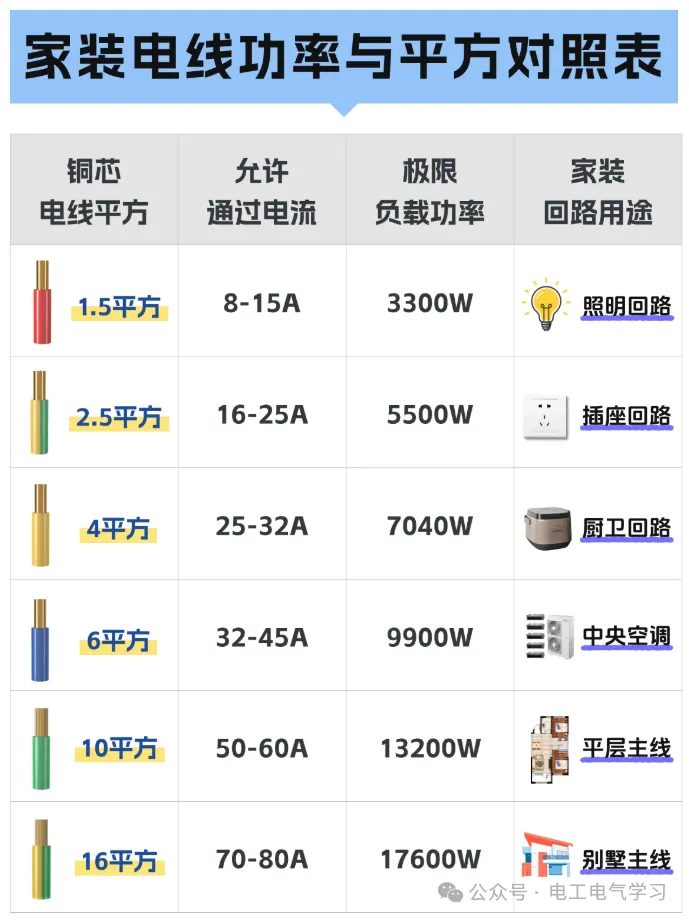 家装电线功率与平方对照表
铜芯 允许 极限 家装
电线平方 通过电流 负载功率 回路用途
1.5平方 8-15A 3300W 照明回路
2.5平方 16-25A 5500W 插座回路
4平方 25-32A 7040W 厨卫回路
6平方 32-45A 9900W 中央空调
10平方 50-60A 13200W 平层主线
16平方 70-80A 17600W 别墅主线
公众号·电工电气学习